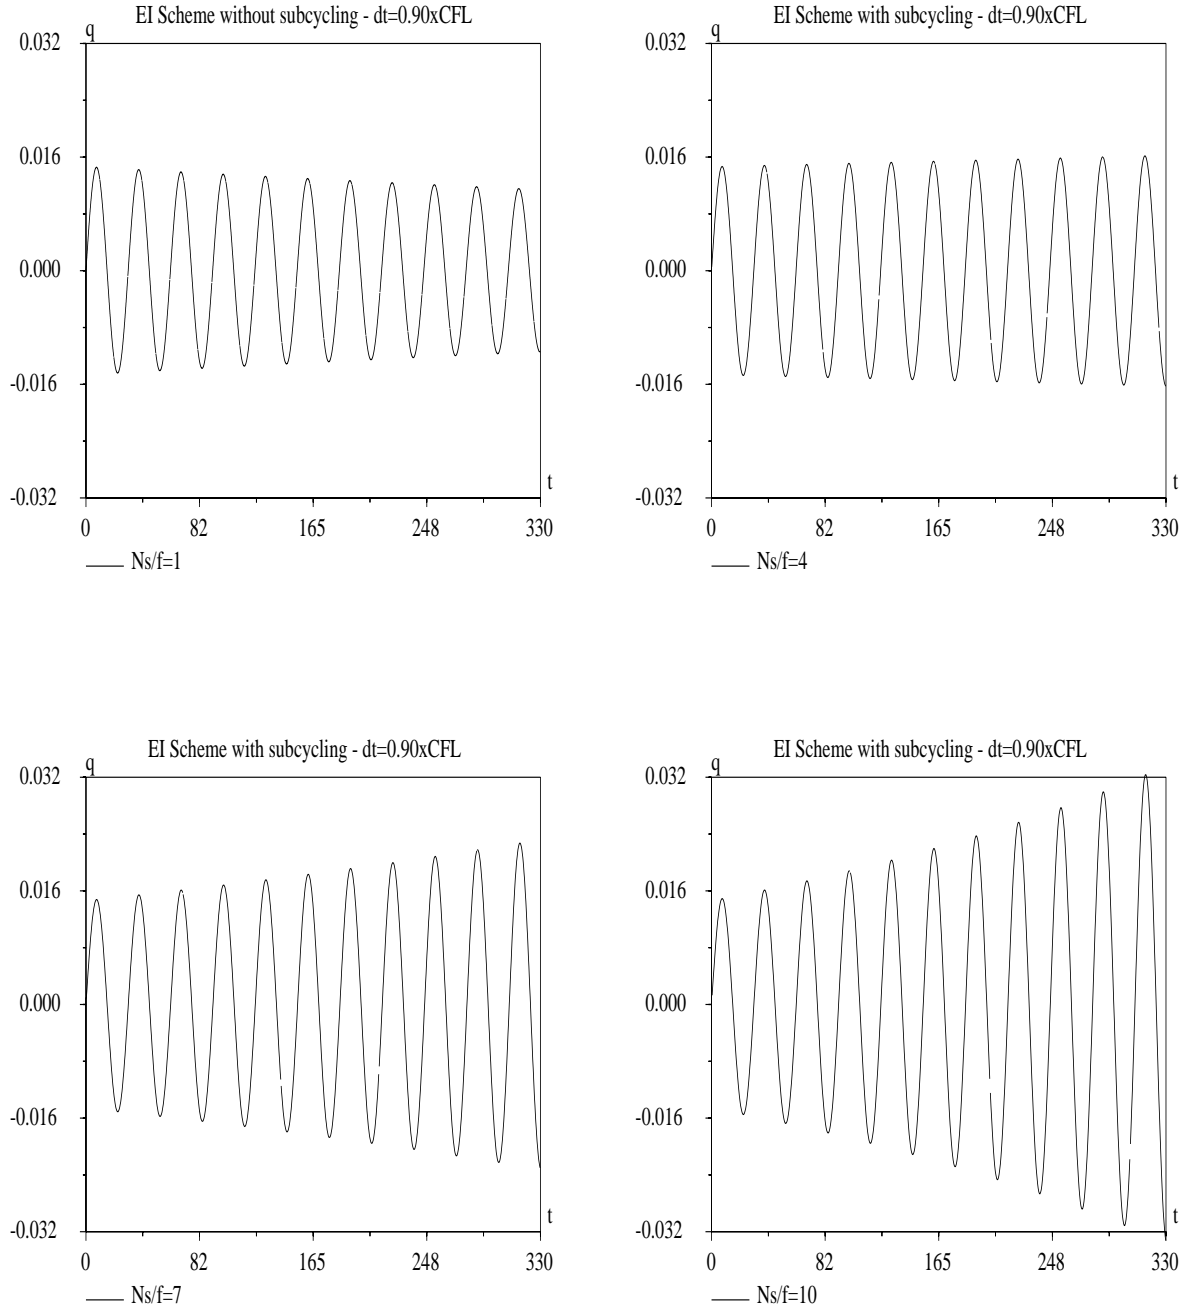 EI Scheme without subcycling - dt=0.90xCFL
q
0.032
0.016
0.000
-0.016
-0.032
t
0 82 165 248 330
Ns/f=1
EI Scheme with subcycling - dt=0.90xCFL
q
0.032
0.016
0.000
-0.016
-0.032
t
0 82 165 248 330
Ns/f=4
EI Scheme with subcycling - dt=0.90xCFL
q
0.032
0.016
0.000
-0.016
-0.032
t
0 82 165 248 330
Ns/f=7
EI Scheme with subcycling - dt=0.90xCFL
q
0.032
0.016
0.000
-0.016
-0.032
t
0 82 165 248 330
Ns/f=10